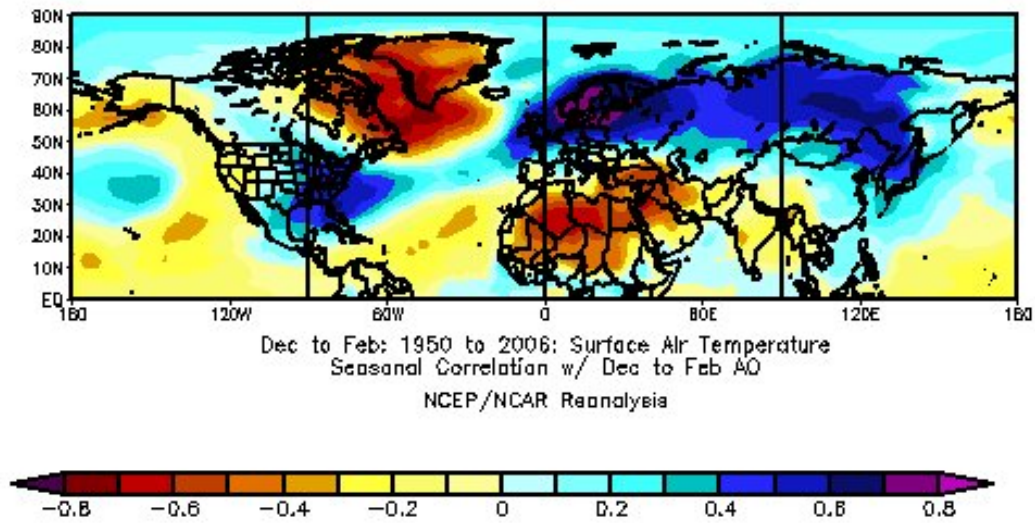 90N
80N
70N
60N
50N
40N
30N
20N
10N
EQ
180 120W 60W 0 60E 120E 180
Dec to Feb: 1950 to 2006: Surface Air Temperature
Seasonal Correlation w/ Dec to Feb AO
NCEP/NCAR Reanalysis
-0.8 -0.6 -0.4 -0.2 0 0.2 0.4 0.6 0.8